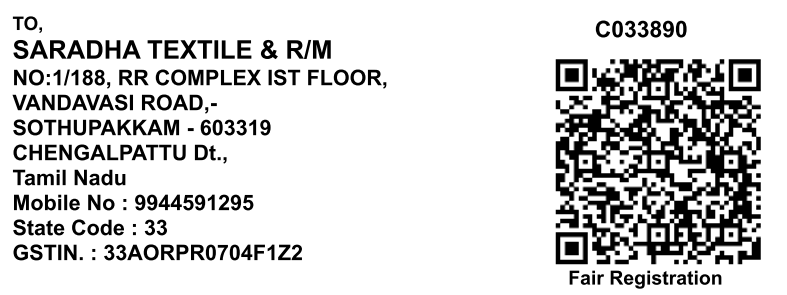 TO,
SARADHA TEXTILE & R/M
NO:1/188, RR COMPLEX IST FLOOR,
VANDAVASI ROAD,-
SOTHUPAKKAM - 603319
CHENGALPATTU Dt.,
Tamil Nadu
Mobile No : 9944591295
State Code : 33
GSTIN. : 33AORPR0704F1Z2
C033890
Fair Registration